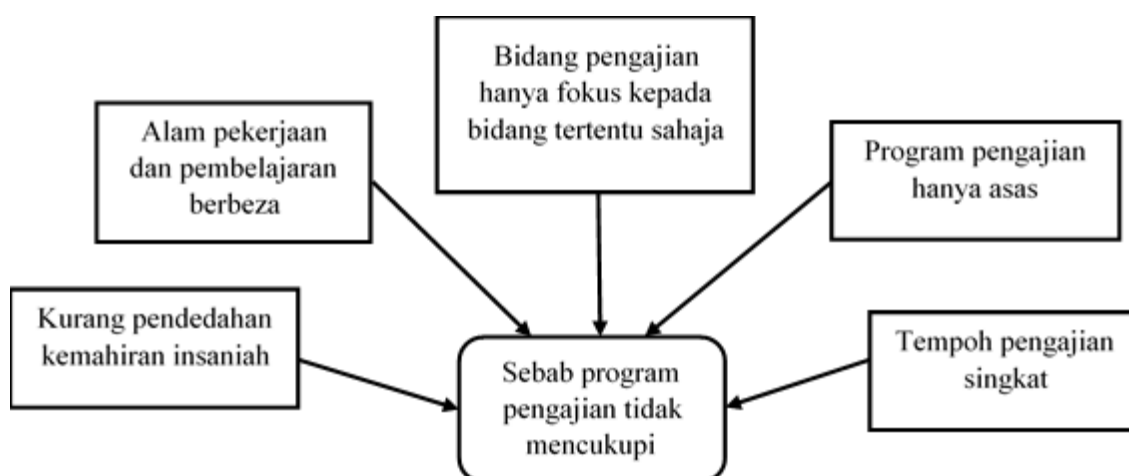 Bidang pengajian
hanya fokus kepada
bidang tertentu sahaja
Alam pekerjaan
dan pembelajaran
berbeza
Program pengajian
hanya asas
Kurang pendedahan
kemahiran insaniah
Tempoh pengajian
singkat
Sebab program
pengajian tidak
mencukupi